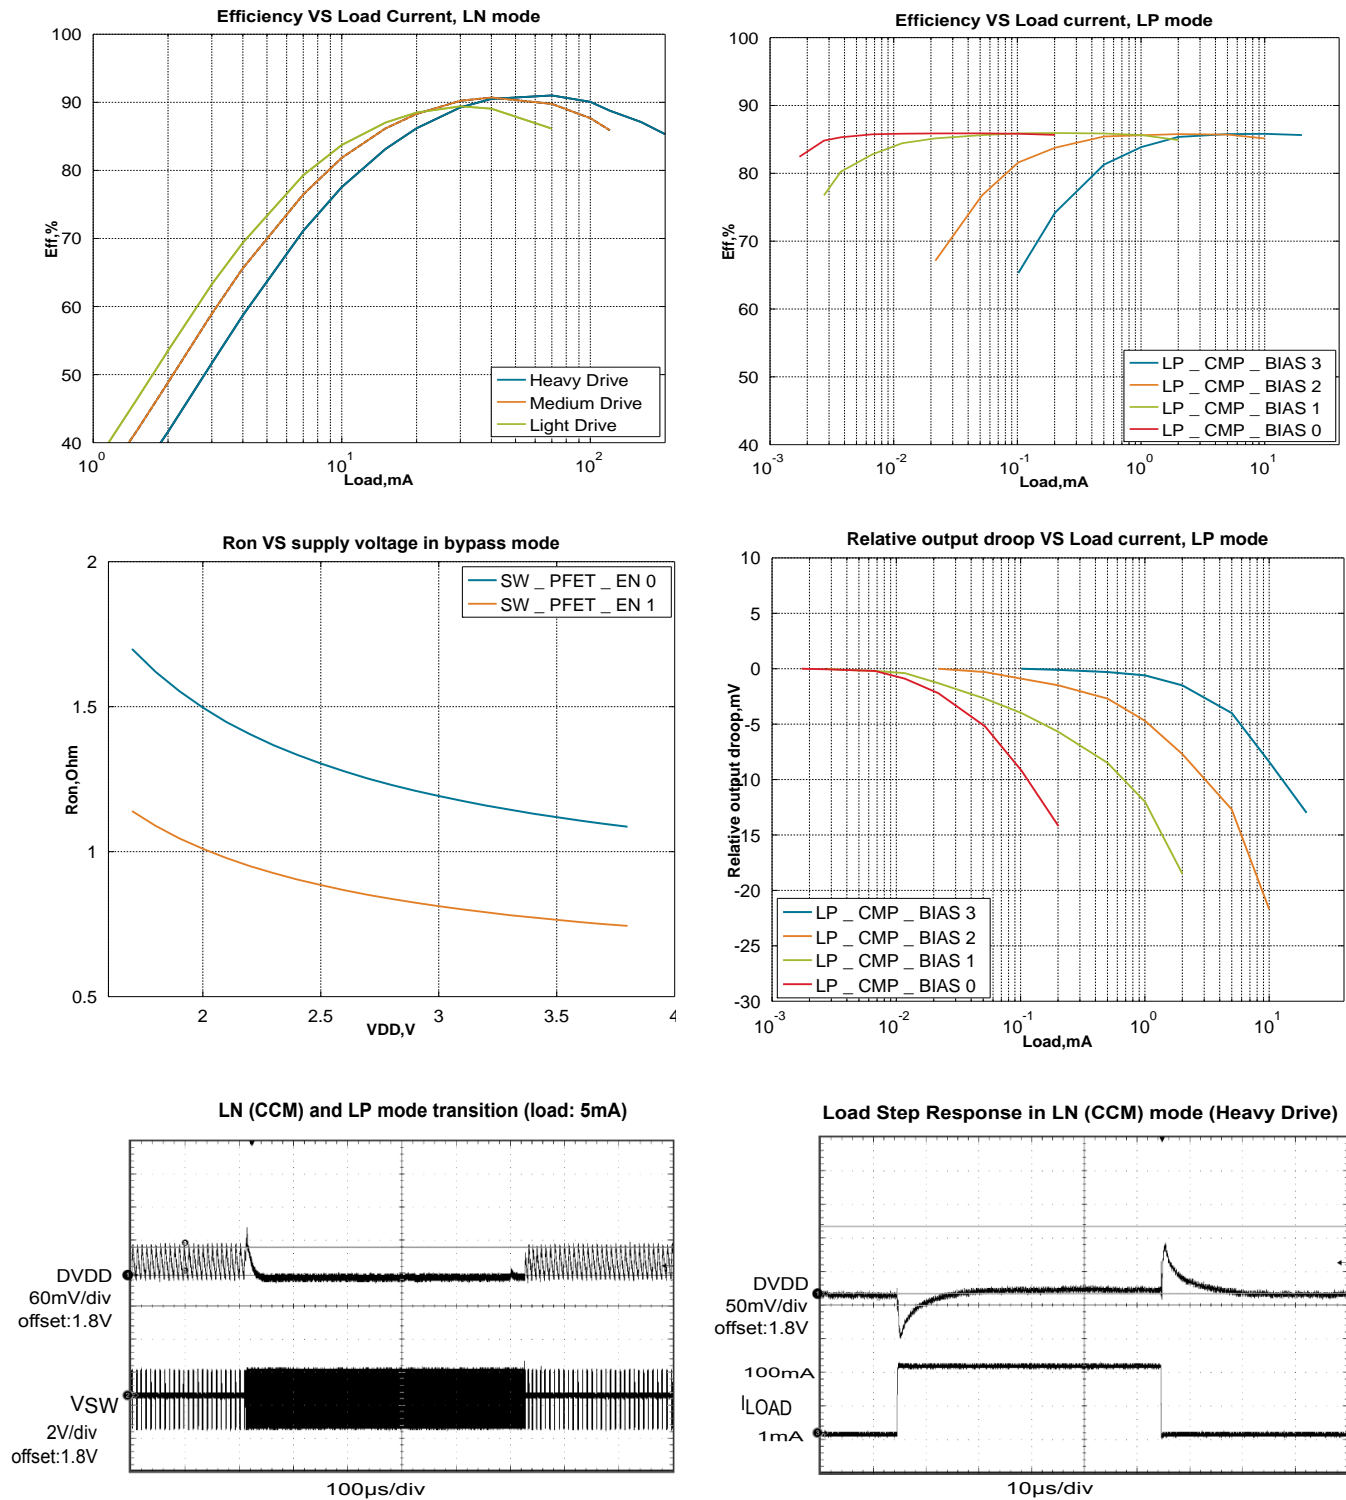 Efficiency VS Load Current, LN mode
100
90
80
70
60
50
40
Eff,%
Heavy Drive
Medium Drive
Light Drive
10^0
10^1
10^2
Load,mA
Efficiency VS Load current, LP mode
100
90
80
70
60
50
40
Eff,%
LP _ CMP _ BIAS 3
LP _ CMP _ BIAS 2
LP _ CMP _ BIAS 1
LP _ CMP _ BIAS 0
10^-3
10^-2
10^-1
10^0
10^1
Load,mA
Ron VS supply voltage in bypass mode
2
1.5
1
0.5
Ron,Ohm
SW _ PFET _ EN 0
SW _ PFET _ EN 1
2
2.5
3
3.5
4
VDD,V
Relative output droop VS Load current, LP mode
10
5
0
-5
-10
-15
-20
-25
-30
Relative output droop,mV
LP _ CMP _ BIAS 3
LP _ CMP _ BIAS 2
LP _ CMP _ BIAS 1
LP _ CMP _ BIAS 0
10^-3
10^-2
10^-1
10^0
10^1
Load,mA
LN (CCM) and LP mode transition (load: 5mA)
DVDD
60mV/div
offset:1.8V
VSW
2V/div
offset:1.8V
100µs/div
Load Step Response in LN (CCM) mode (Heavy Drive)
DVDD
50mV/div
offset:1.8V
100mA
ILOAD
1mA
10µs/div